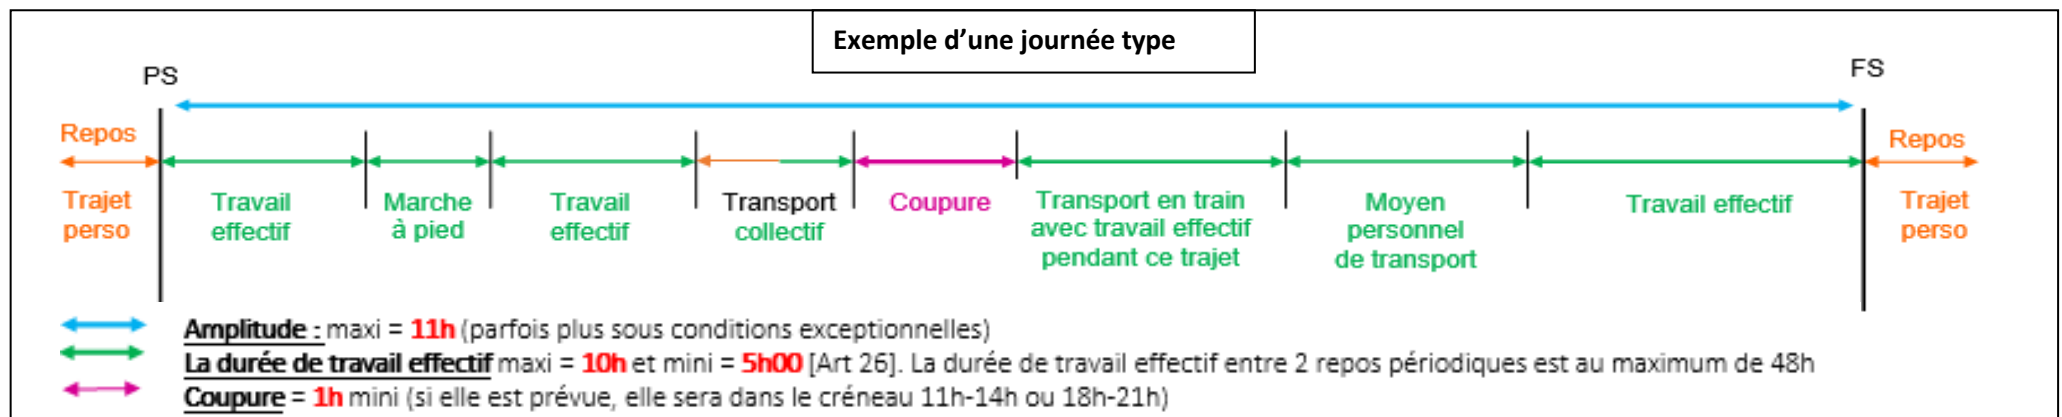 Exemple d’une journée type
PS
FS
Repos
Repos
Trajet
perso
Travail
effectif
Marche
à pied
Travail
effectif
Transport
collectif
Coupure
Transport en train
avec travail effectif
pendant ce trajet
Moyen
personnel
de transport
Travail effectif
Trajet
perso
Amplitude : maxi = 11h (parfois plus sous conditions exceptionnelles)
La durée de travail effectif maxi = 10h et mini = 5h00 [Art 26]. La durée de travail effectif entre 2 repos périodiques est au maximum de 48h
Coupure = 1h mini (si elle est prévue, elle sera dans le créneau 11h-14h ou 18h-21h)